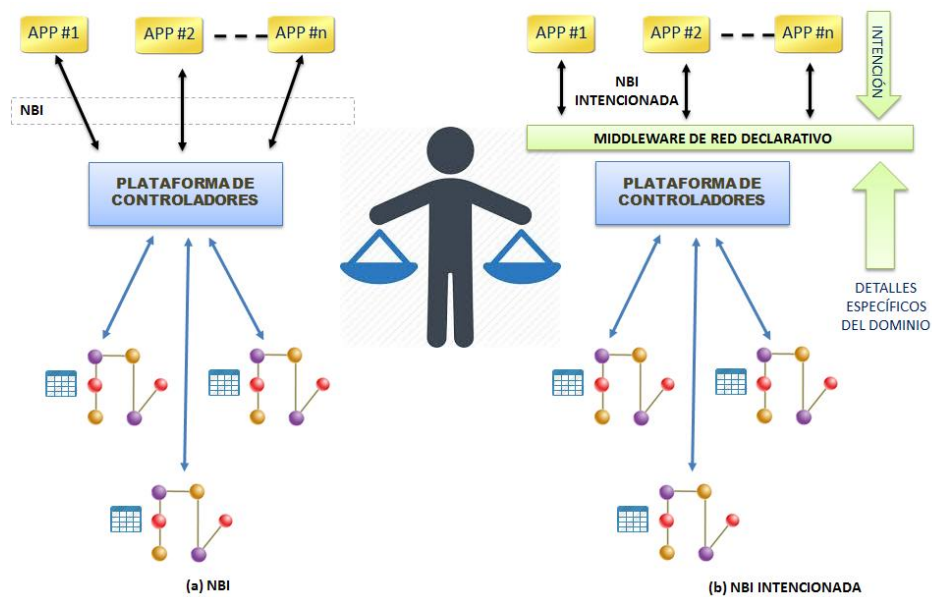 APP #1
APP #2
APP #n
NBI
PLATAFORMA DE
CONTROLADORES
(a) NBI
APP #1
APP #2
APP #n
NBI
INTENCIONADA
INTENCIÓN
MIDDLEWARE DE RED DECLARATIVO
PLATAFORMA DE
CONTROLADORES
DETALLES
ESPECÍFICOS
DEL DOMINIO
(b) NBI INTENCIONADA